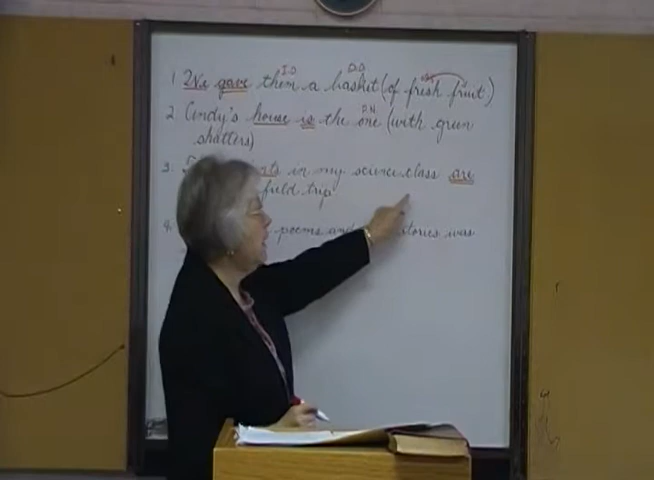 I.O. D.O.
1 We gave them a basket (of fresh fruit)
P.N.
2 Cindy's house is the one (with green
shutters)
3. in my science class are
field trip
4. poems and stories was